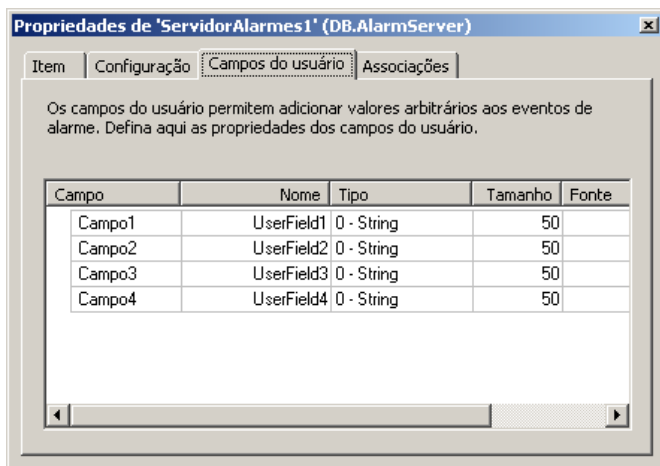 Propriedades de 'ServidorAlarmes1' (DB.AlarmServer)
Item Configuração Campos do usuário Associações
Os campos do usuário permitem adicionar valores arbitrários aos eventos de
alarme. Defina aqui as propriedades dos campos do usuário.
Campo Nome Tipo Tamanho Fonte
Campo1 UserField1 0 - String 50
Campo2 UserField2 0 - String 50
Campo3 UserField3 0 - String 50
Campo4 UserField4 0 - String 50